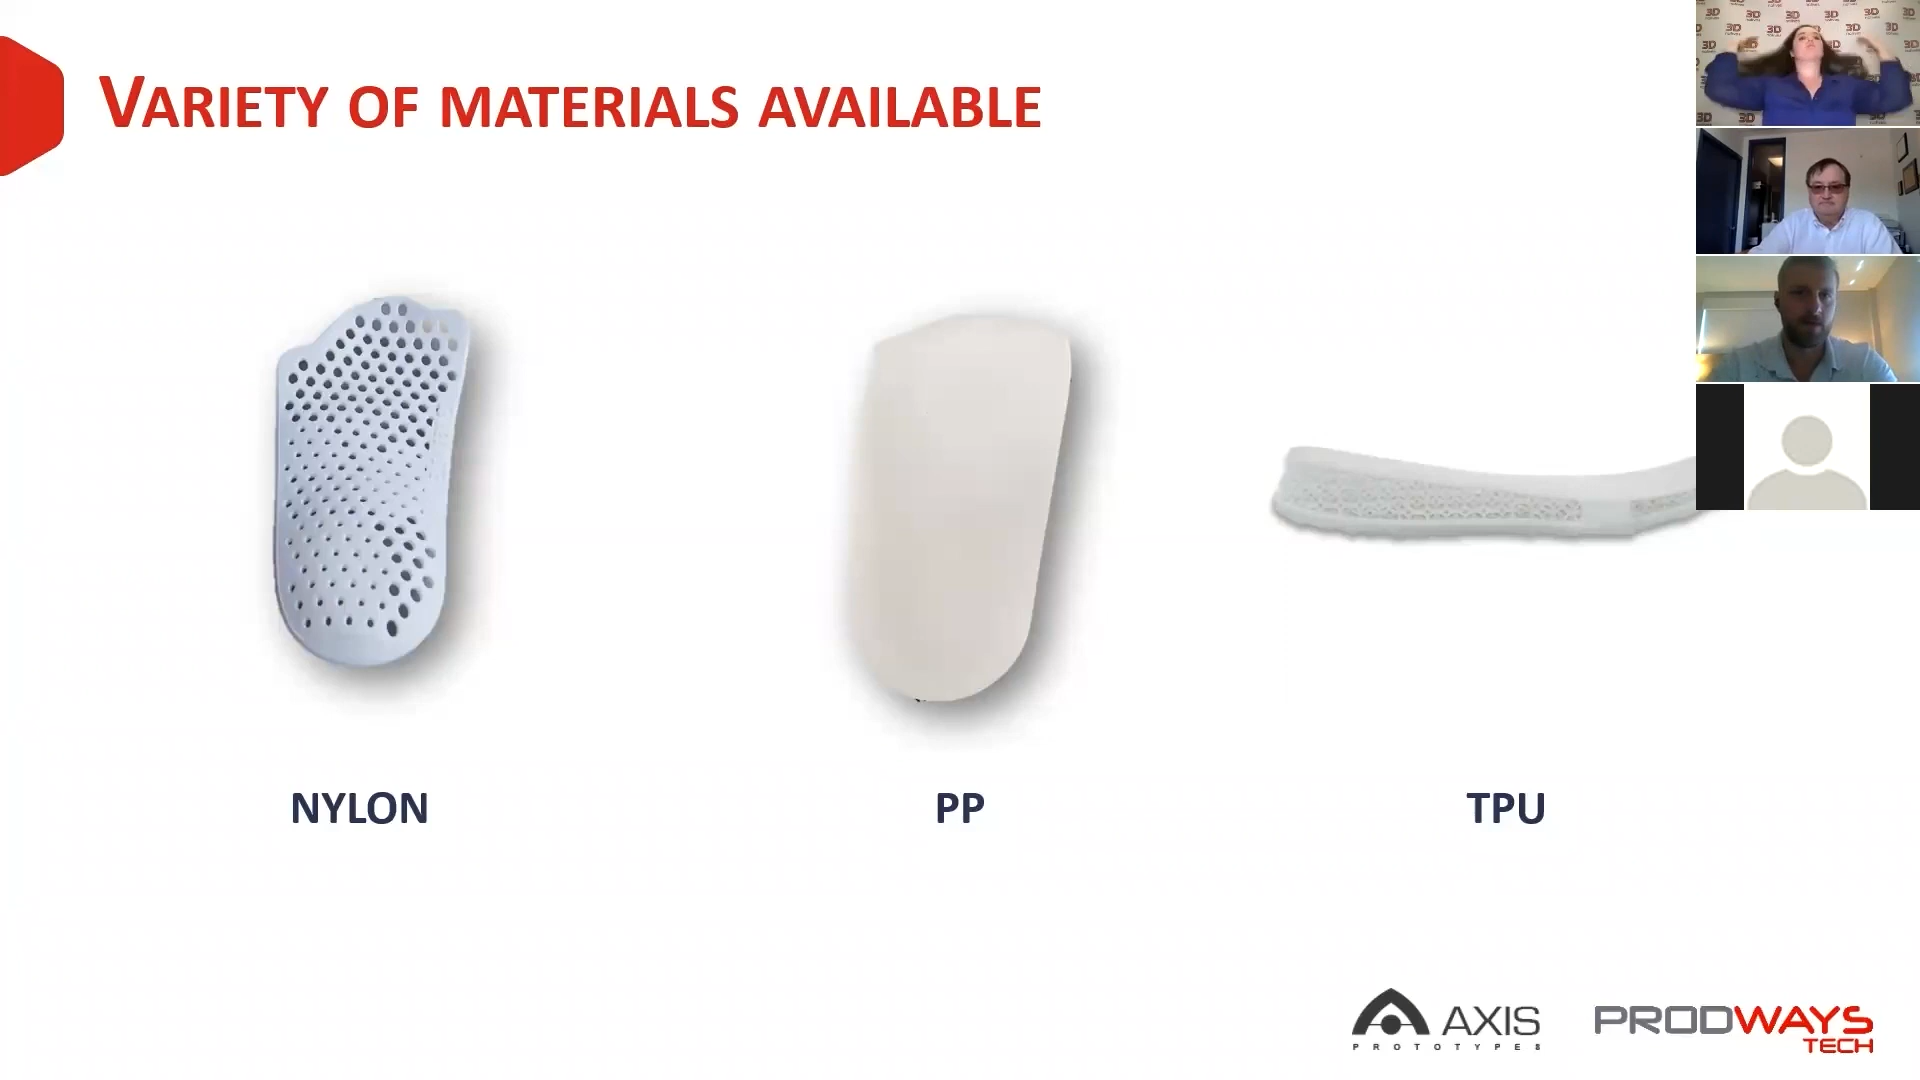 VARIETY OF MATERIALS AVAILABLE
NYLON
PP
TPU
AXIS
PROTOTYPES
PRODWAYS
TECH